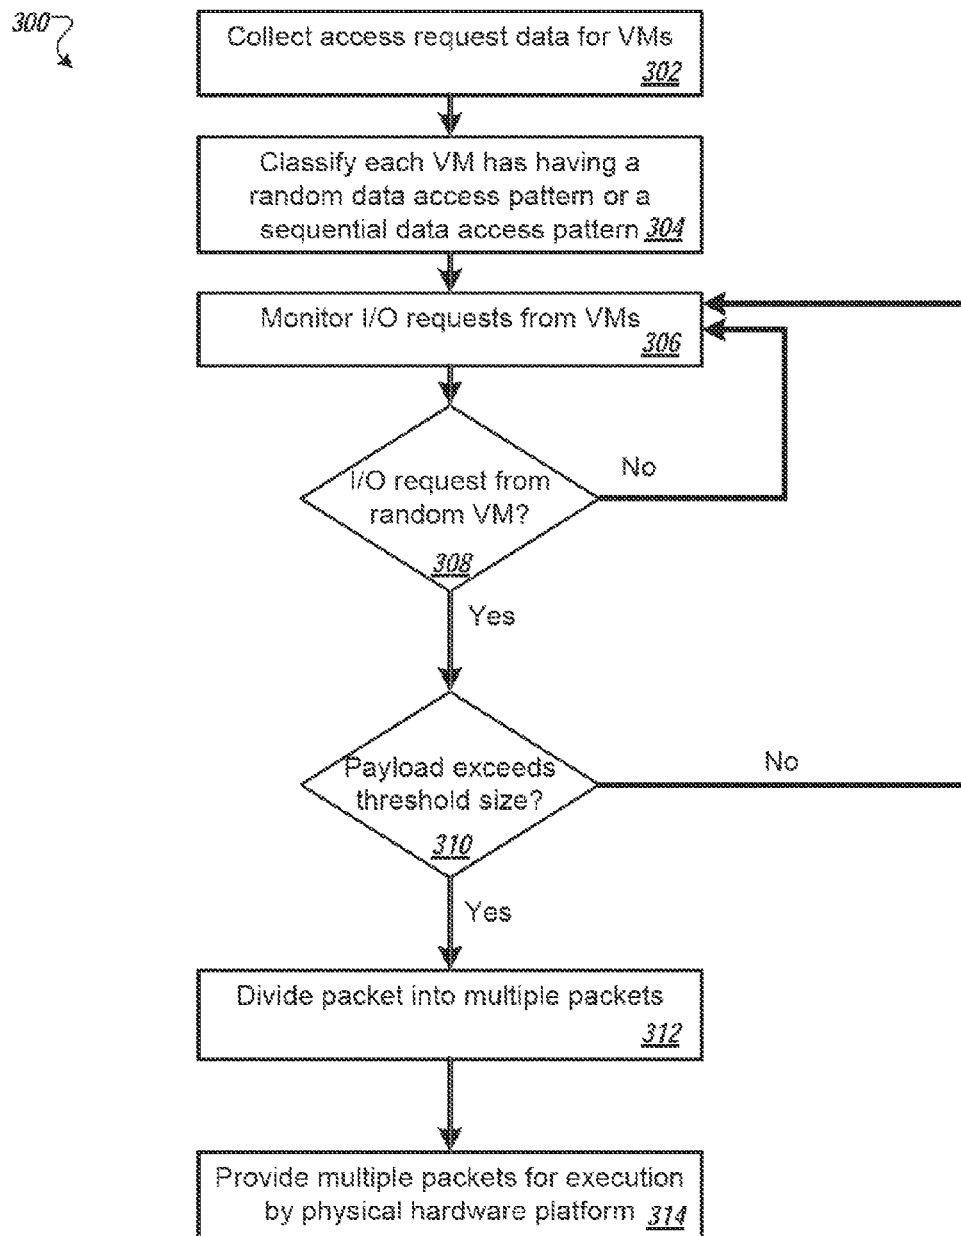 300
Collect access request data for VMs
302
Classify each VM has having a
random data access pattern or a
sequential data access pattern 304
Monitor I/O requests from VMs
306
I/O request from
random VM?
308
No
Yes
Payload exceeds
threshold size?
310
No
Yes
Divide packet into multiple packets
312
Provide multiple packets for execution
by physical hardware platform 314